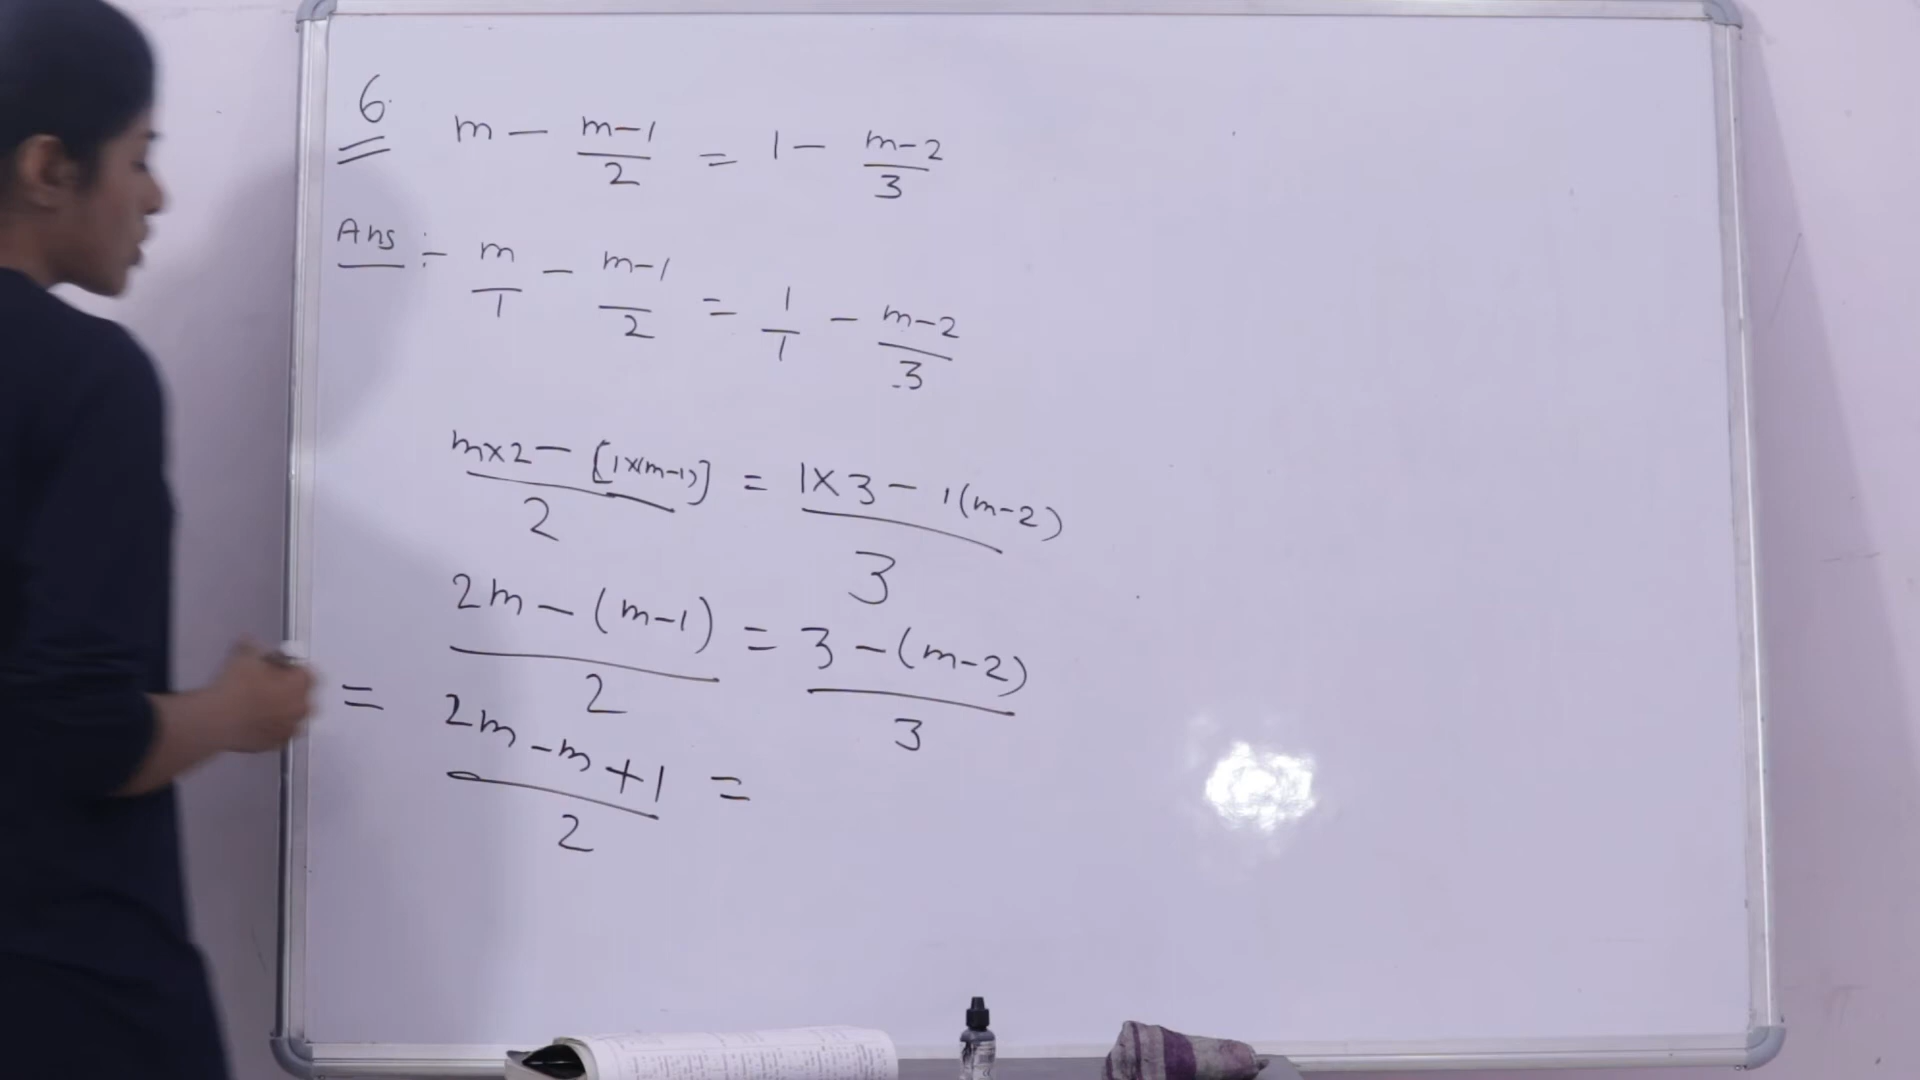 6. m - (m-1)/2 = 1 - (m-2)/3
Ans :- m/1 - (m-1)/2 = 1/1 - (m-2)/3
(m×2 - [1×(m-1)])/2 = (1×3 - 1(m-2))/3
(2m - (m-1))/2 = (3 - (m-2))/3
= (2m - m + 1)/2 =